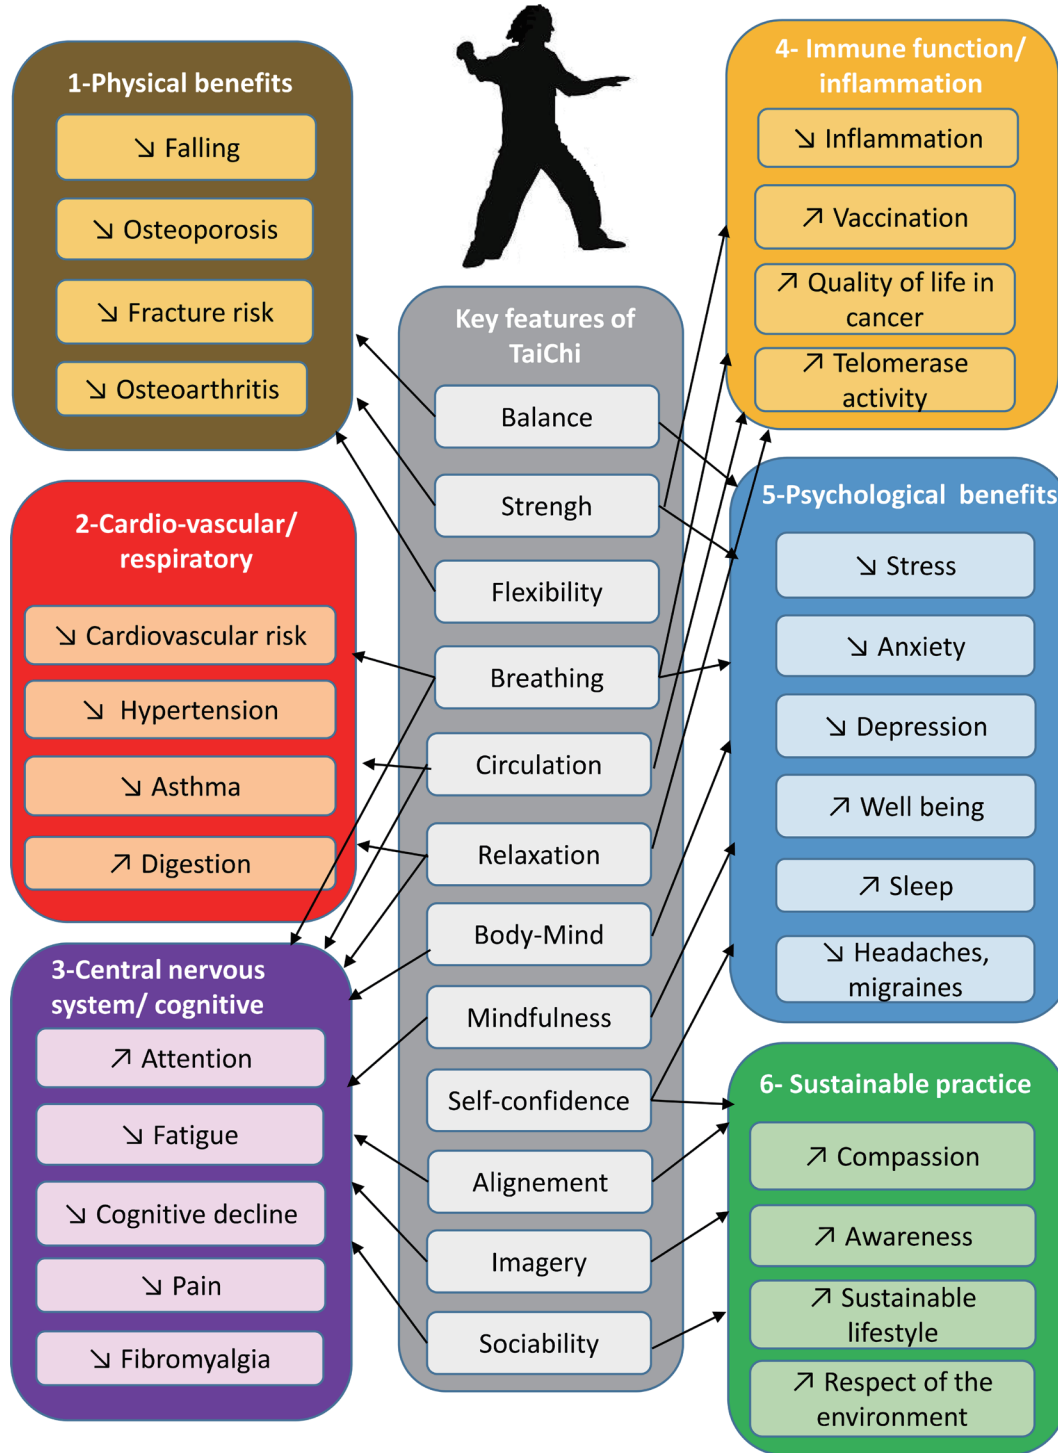 1-Physical benefits
↘ Falling
↘ Osteoporosis
↘ Fracture risk
↘ Osteoarthritis
2-Cardio-vascular/
respiratory
↘ Cardiovascular risk
↘ Hypertension
↘ Asthma
↗ Digestion
3-Central nervous
system/ cognitive
↗ Attention
↘ Fatigue
↘ Cognitive decline
↘ Pain
↘ Fibromyalgia
Key features of
TaiChi
Balance
Strengh
Flexibility
Breathing
Circulation
Relaxation
Body-Mind
Mindfulness
Self-confidence
Alignement
Imagery
Sociability
4- Immune function/
inflammation
↘ Inflammation
↗ Vaccination
↗ Quality of life in
cancer
↗ Telomerase
activity
5-Psychological benefits
↘ Stress
↘ Anxiety
↘ Depression
↗ Well being
↗ Sleep
↘ Headaches,
migraines
6- Sustainable practice
↗ Compassion
↗ Awareness
↗ Sustainable
lifestyle
↗ Respect of the
environment